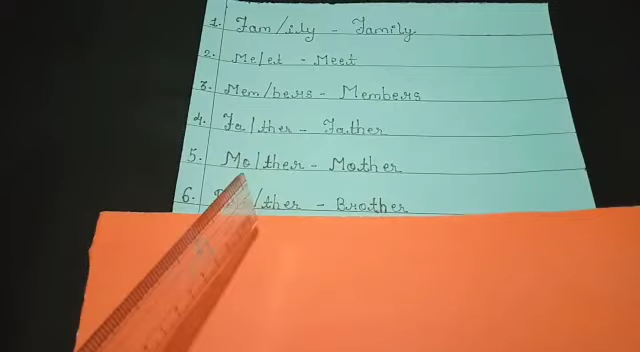 1. Fam/ily - Family
2. Me/et - Meet
3. Mem/bers - Members
4. Fa/ther - Father
5. Mo/ther - Mother
6. /ther - Brother